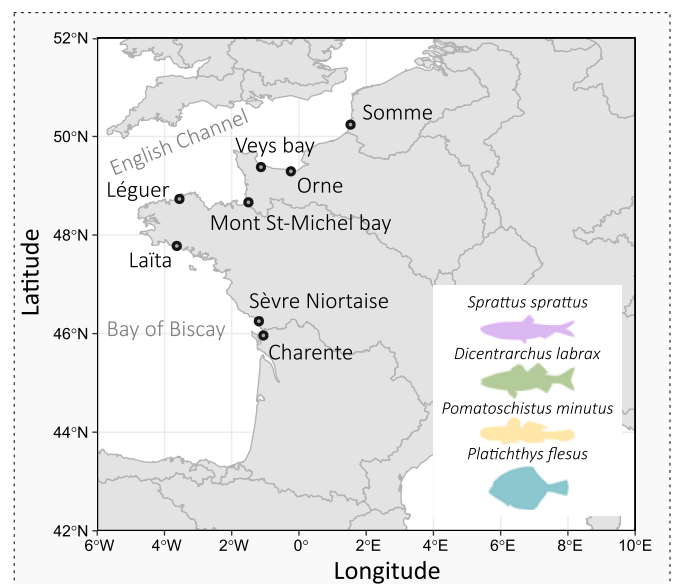 52°N
50°N
48°N
46°N
44°N
42°N
Latitude
English Channel
Somme
Veys bay
Orne
Léguer
Mont St-Michel bay
Laïta
Sèvre Niortaise
Bay of Biscay
Charente
Sprattus sprattus
Dicentrarchus labrax
Pomatoschistus minutus
Platichthys flesus
6°W 4°W 2°W 0° 2°E 4°E 6°E 8°E 10°E
Longitude